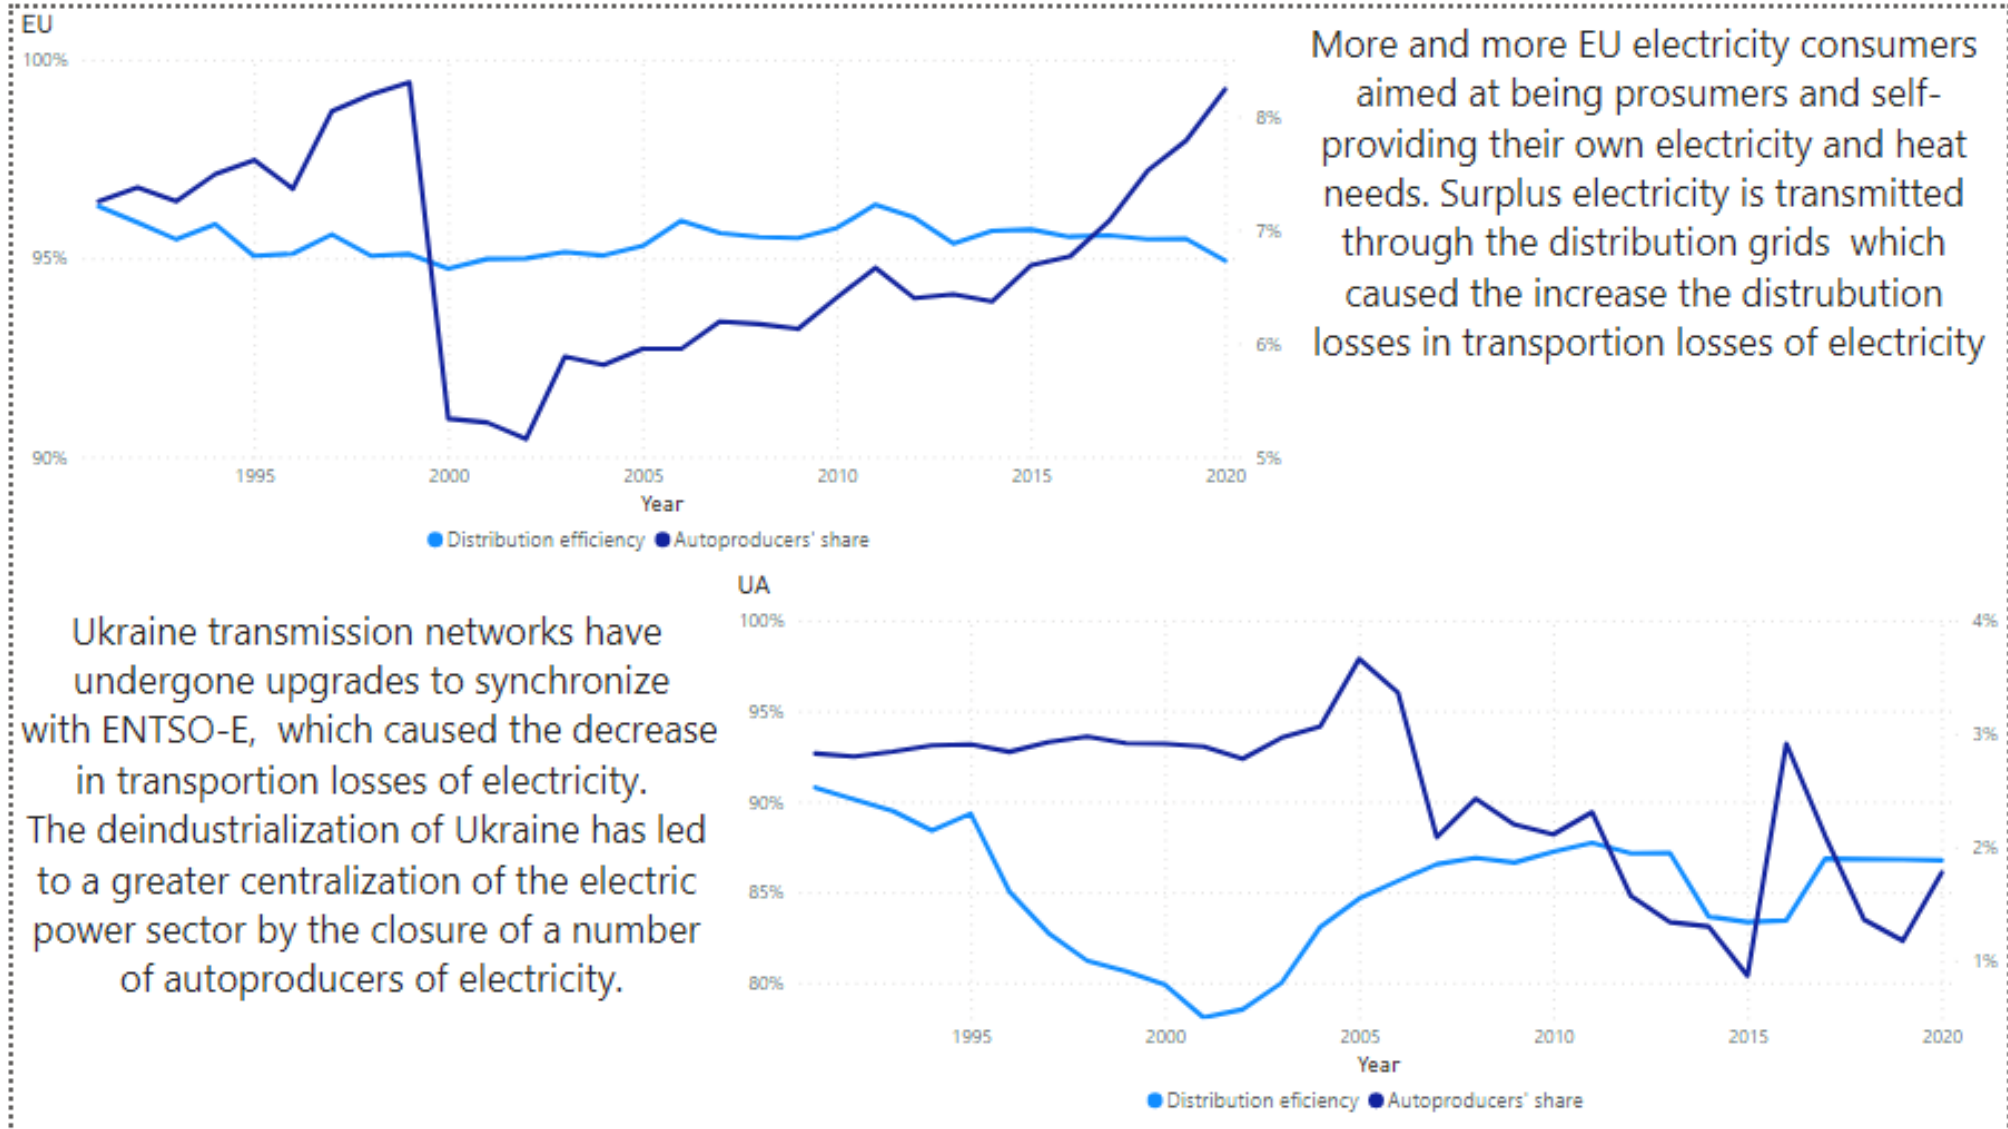 EU
100%
95%
90%
8%
7%
6%
5%
1995 2000 2005 2010 2015 2020
Year
Distribution efficiency Autoproducers' share
More and more EU electricity consumers
aimed at being prosumers and self-
providing their own electricity and heat
needs. Surplus electricity is transmitted
through the distribution grids which
caused the increase the distrubution
losses in transportion losses of electricity
Ukraine transmission networks have
undergone upgrades to synchronize
with ENTSO-E, which caused the decrease
in transportion losses of electricity.
The deindustrialization of Ukraine has led
to a greater centralization of the electric
power sector by the closure of a number
of autoproducers of electricity.
UA
100%
95%
90%
85%
80%
4%
3%
2%
1%
1995 2000 2005 2010 2015 2020
Year
Distribution eficiency Autoproducers' share